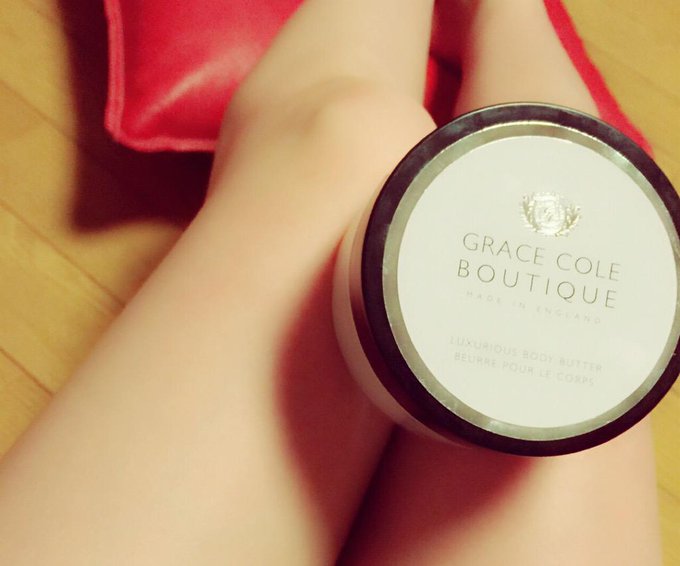 GRACE COLE
BOUTIQUE
MADE IN ENGLAND
LUXURIOUS BODY BUTTER
BEURRE POUR LE CORPS